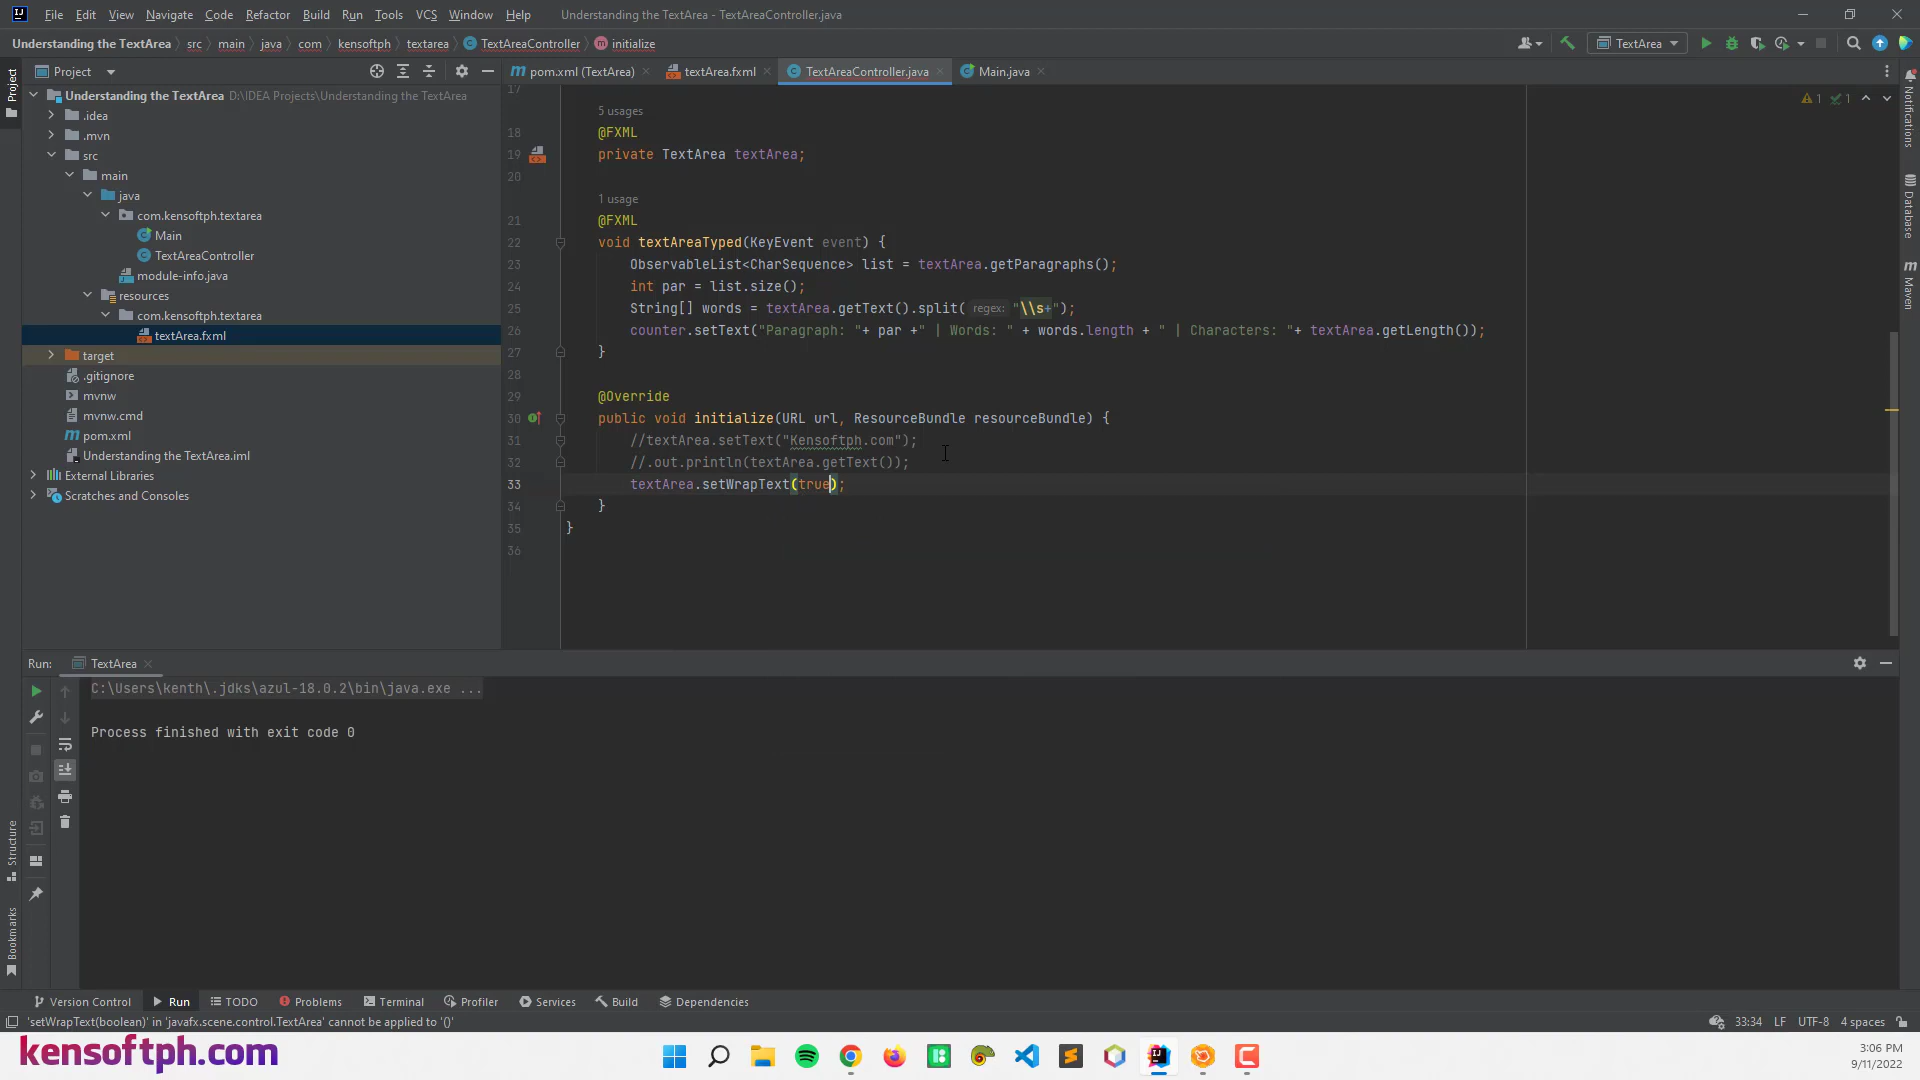 File Edit View Navigate Code Refactor Build Run Tools VCS Window Help Understanding the TextArea - TextAreaController.java
Understanding the TextArea src main java com kensoftph textarea TextAreaController initialize TextArea
Project
pom.xml (TextArea) textArea.fxml TextAreaController.java Main.java
Understanding the TextArea D:\IDEA Projects\Understanding the TextArea
.idea
.mvn
src
main
java
com.kensoftph.textarea
Main
TextAreaController
module-info.java
resources
com.kensoftph.textarea
textArea.fxml
target
.gitignore
mvnw
mvnw.cmd
pom.xml
Understanding the TextArea.iml
External Libraries
Scratches and Consoles
17
5 usages
18 @FXML
19 private TextArea textArea;
20
1 usage
21 @FXML
22 void textAreaTyped(KeyEvent event) {
23 ObservableList<CharSequence> list = textArea.getParagraphs();
24 int par = list.size();
25 String[] words = textArea.getText().split( regex: "\\s+");
26 counter.setText("Paragraph: "+ par +" | Words: " + words.length + " | Characters: "+ textArea.getLength());
27 }
28
29 @Override
30 public void initialize(URL url, ResourceBundle resourceBundle) {
31 //textArea.setText("Kensoftph.com");
32 //.out.println(textArea.getText());
33 textArea.setWrapText(true);
34 }
35 }
36
1 1
Project
Structure
Bookmarks
Notifications
Database
Maven
Run: TextArea
C:\Users\kenth\.jdks\azul-18.0.2\bin\java.exe ...
Process finished with exit code 0
Version Control Run TODO Problems Terminal Profiler Services Build Dependencies
'setWrapText(boolean)' in 'javafx.scene.control.TextArea' cannot be applied to '()' 33:34 LF UTF-8 4 spaces
kensoftph.com
3:06 PM
9/11/2022